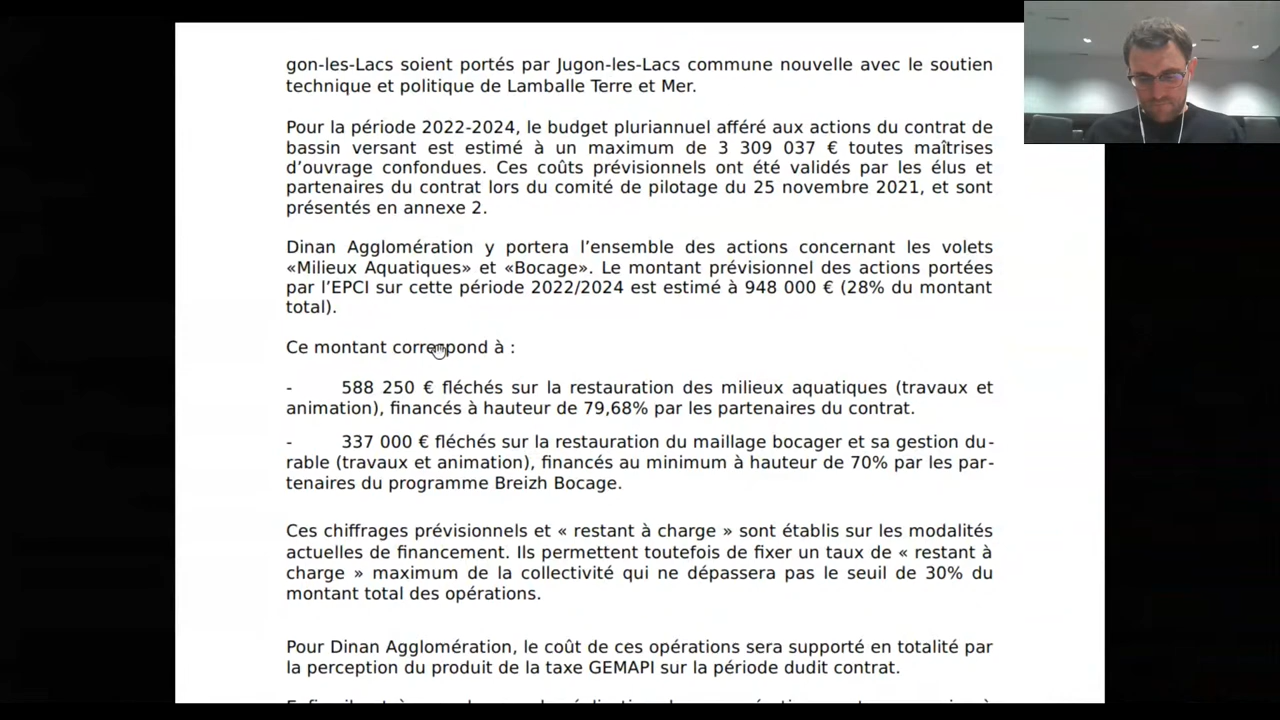 gon-les-Lacs soient portés par Jugon-les-Lacs commune nouvelle avec le soutien
technique et politique de Lamballe Terre et Mer.
Pour la période 2022-2024, le budget pluriannuel afféré aux actions du contrat de
bassin versant est estimé à un maximum de 3 309 037 € toutes maîtrises
d’ouvrage confondues. Ces coûts prévisionnels ont été validés par les élus et
partenaires du contrat lors du comité de pilotage du 25 novembre 2021, et sont
présentés en annexe 2.
Dinan Agglomération y portera l’ensemble des actions concernant les volets
«Milieux Aquatiques» et «Bocage». Le montant prévisionnel des actions portées
par l’EPCI sur cette période 2022/2024 est estimé à 948 000 € (28% du montant
total).
Ce montant correspond à :
- 588 250 € fléchés sur la restauration des milieux aquatiques (travaux et
animation), financés à hauteur de 79,68% par les partenaires du contrat.
- 337 000 € fléchés sur la restauration du maillage bocager et sa gestion du-
rable (travaux et animation), financés au minimum à hauteur de 70% par les par-
tenaires du programme Breizh Bocage.
Ces chiffrages prévisionnels et « restant à charge » sont établis sur les modalités
actuelles de financement. Ils permettent toutefois de fixer un taux de « restant à
charge » maximum de la collectivité qui ne dépassera pas le seuil de 30% du
montant total des opérations.
Pour Dinan Agglomération, le coût de ces opérations sera supporté en totalité par
la perception du produit de la taxe GEMAPI sur la période dudit contrat.